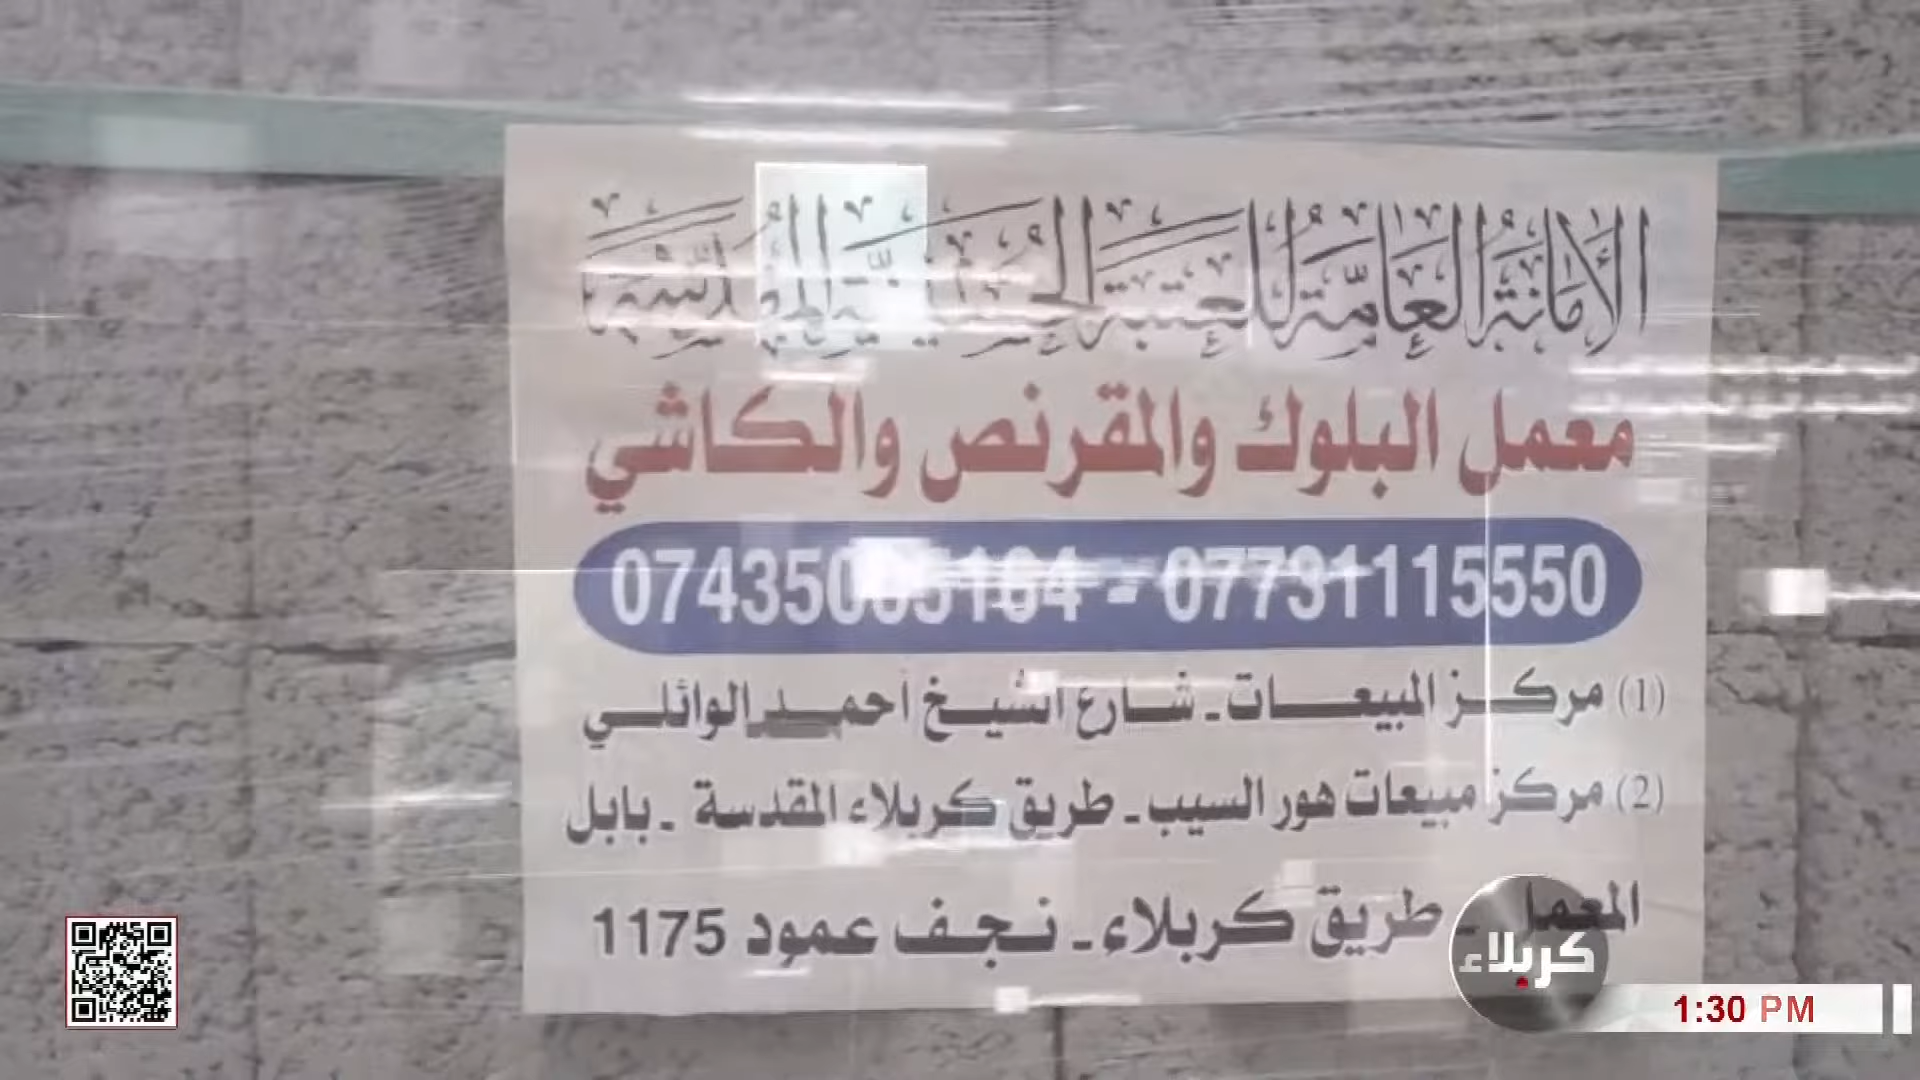 الأمانة العامة للعتبة الحسينية المقدسة
معمل البلوك والمقرنص والكاشي
07731115550
(1) مركز المبيعات ـ شارع الشيخ أحمد الوائلي
(2) مركز مبيعات هور السيب ـ طريق كربلاء المقدسة ـ بابل
المعمل ـ طريق كربلاء ـ نجف عمود 1175
كربلاء
1:30 PM